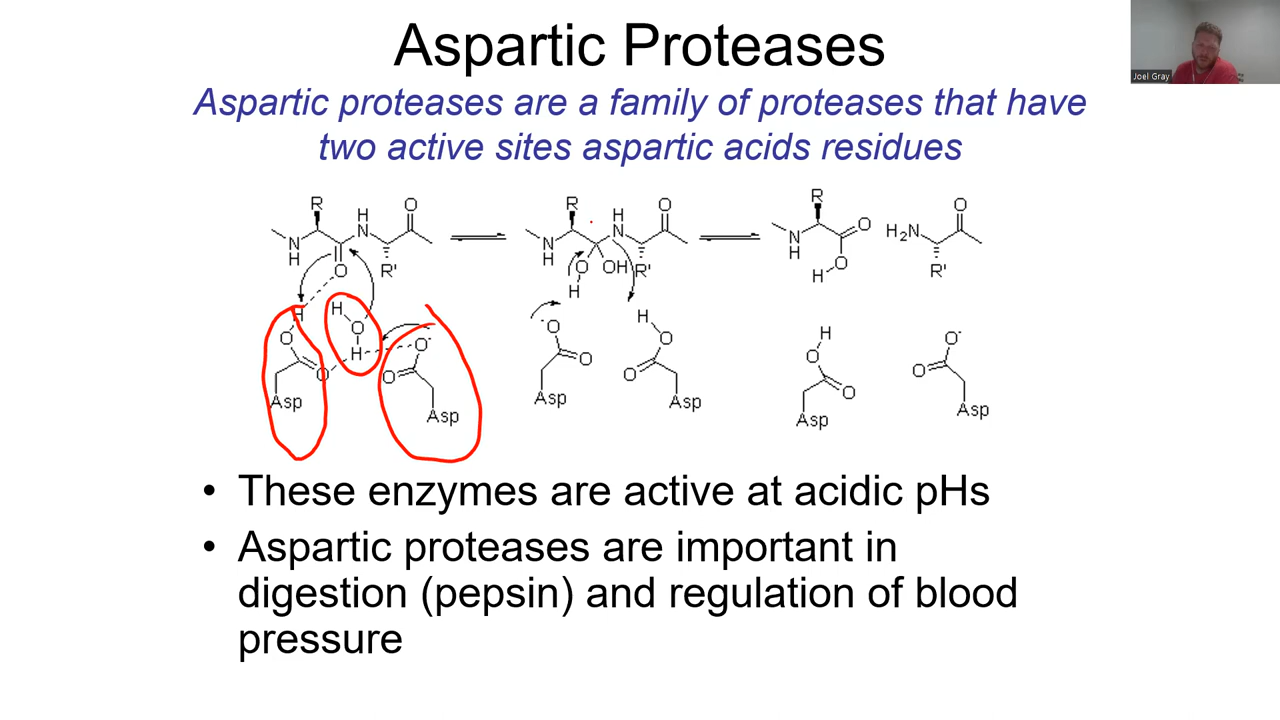 Aspartic Proteases
Joel Gray
Aspartic proteases are a family of proteases that have
two active sites aspartic acids residues
R H N O N H O R'
R H N O N H O OH H R'
R O N H O H H₂N O R'
H O O Asp
H O H
O⁻ O Asp
⁻O O Asp
H O O Asp
H O O Asp
O⁻ O Asp
• These enzymes are active at acidic pHs
• Aspartic proteases are important in
digestion (pepsin) and regulation of blood
pressure